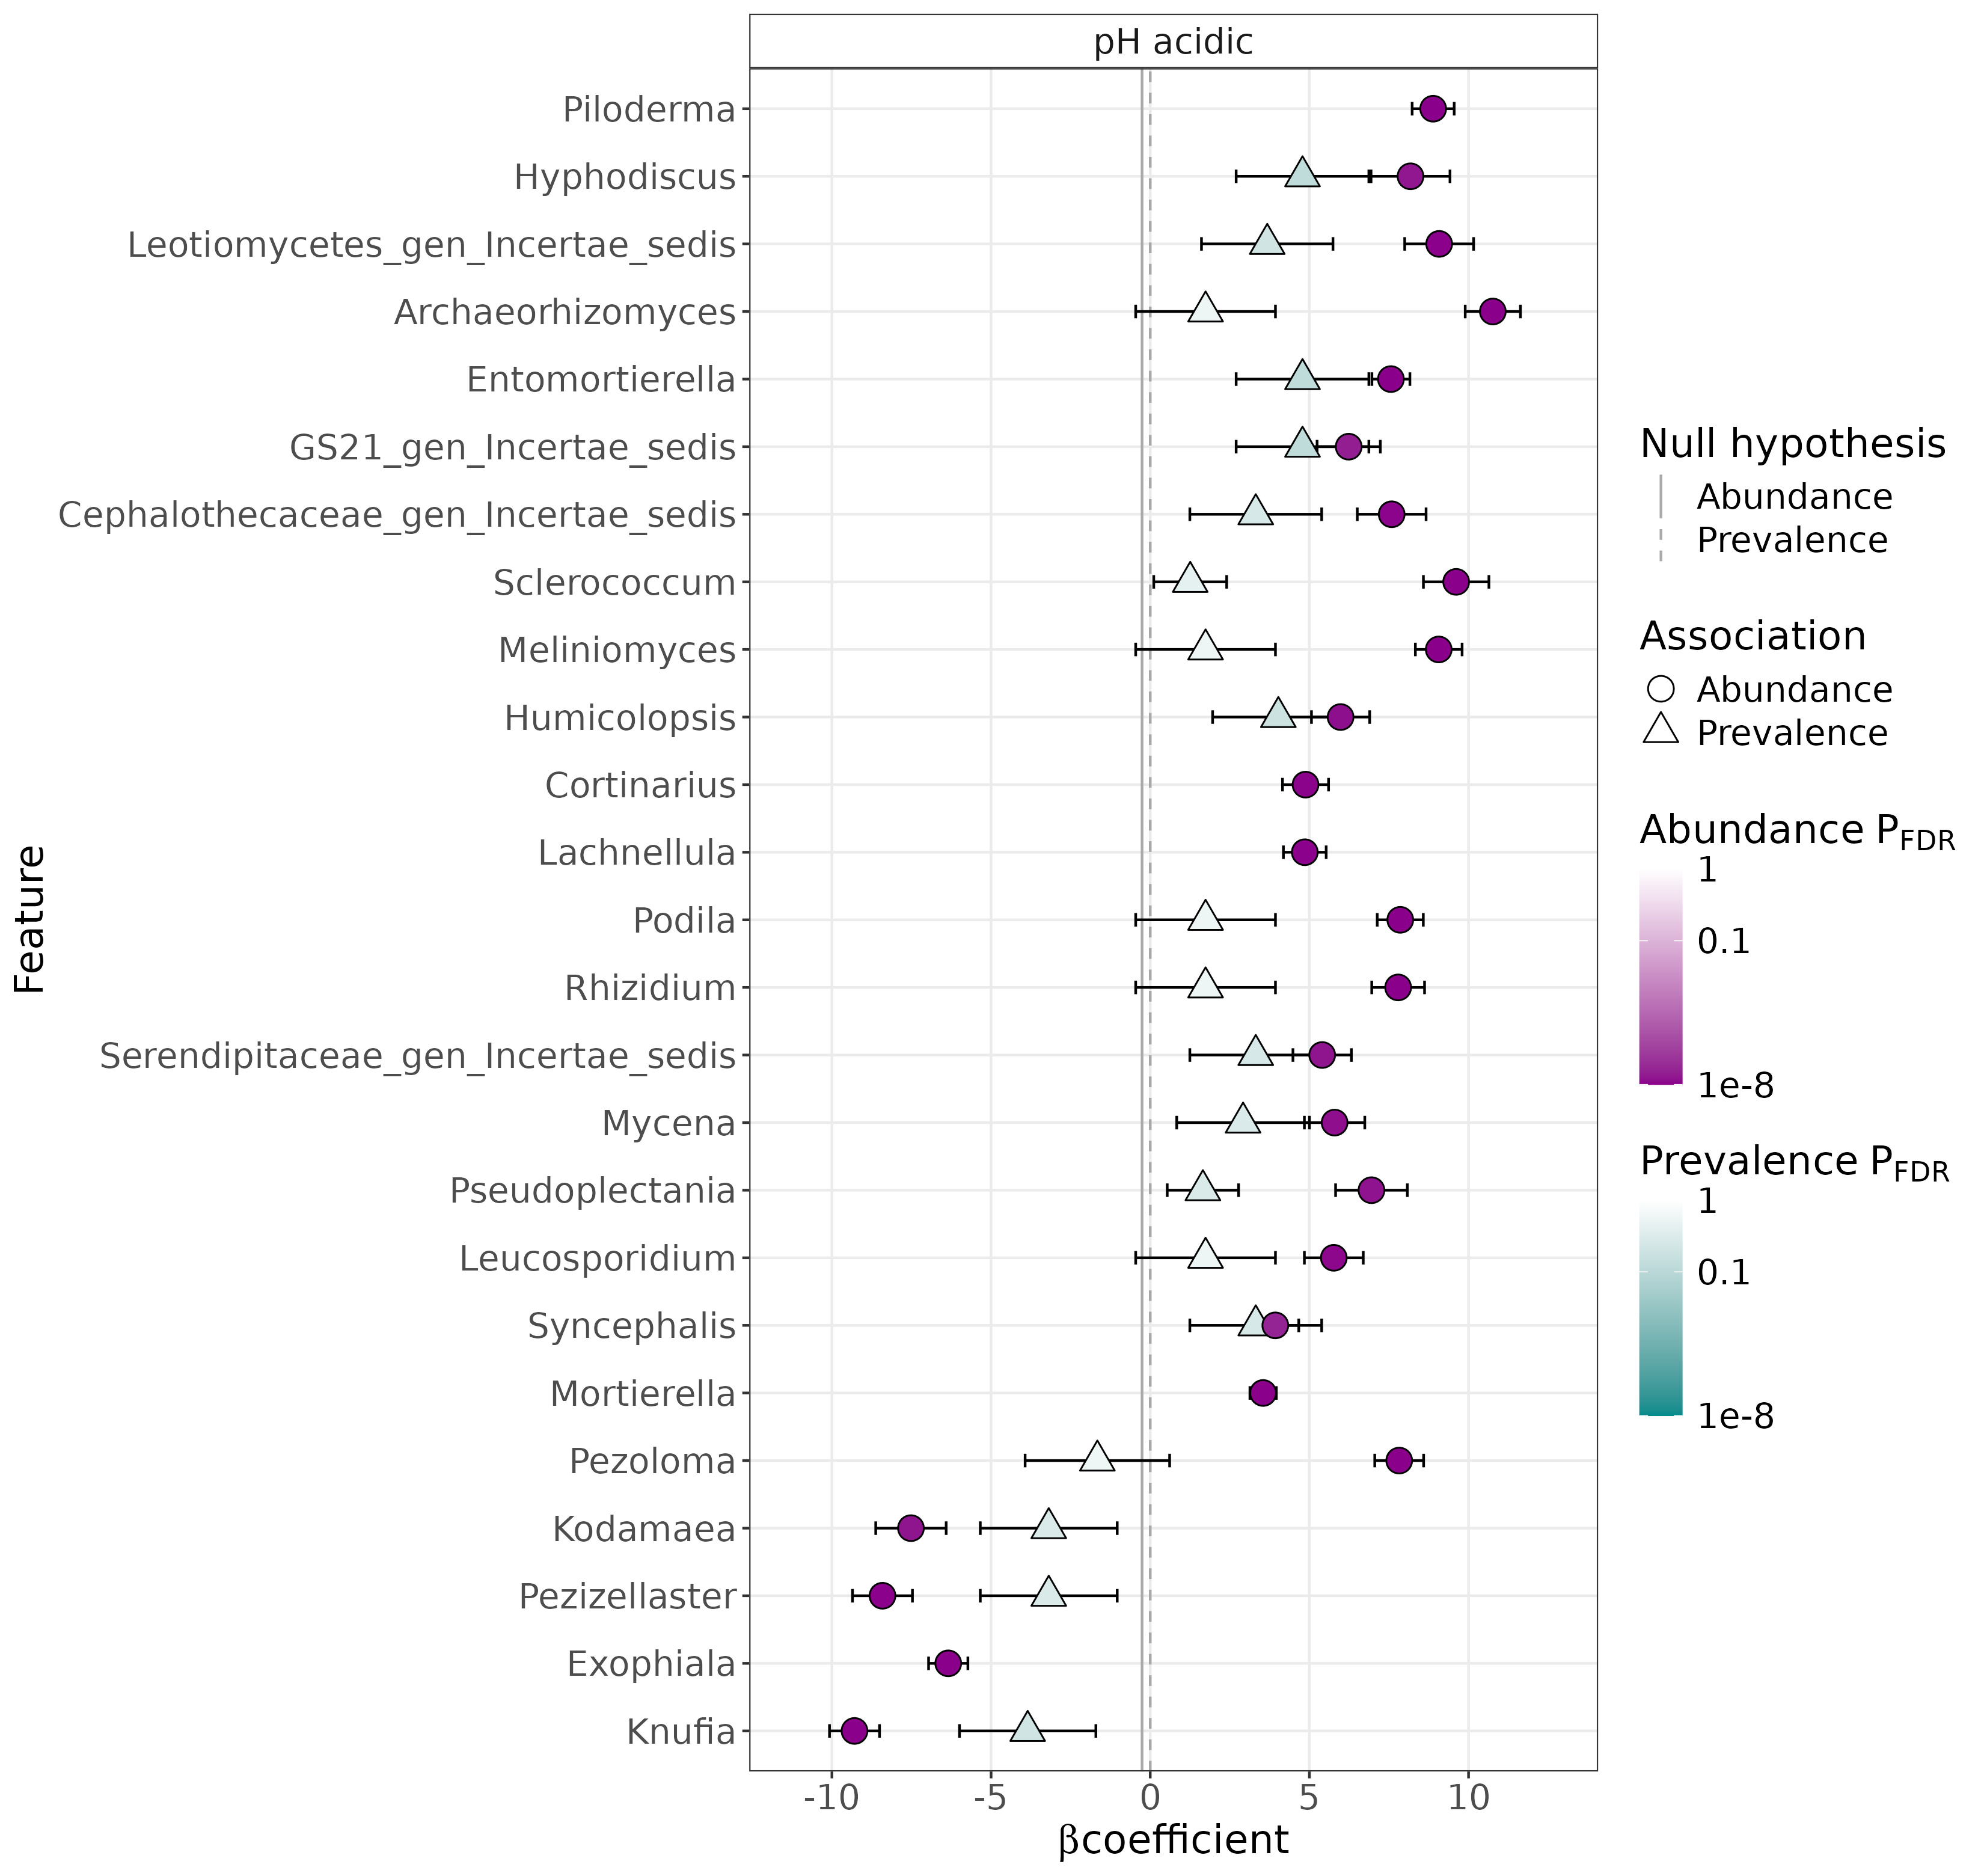 pH acidic
Piloderma
Hyphodiscus
Leotiomycetes_gen_Incertae_sedis
Archaeorhizomyces
Entomortierella
GS21_gen_Incertae_sedis
Cephalothecaceae_gen_Incertae_sedis
Sclerococcum
Meliniomyces
Humicolopsis
Cortinarius
Lachnellula
Podila
Rhizidium
Serendipitaceae_gen_Incertae_sedis
Mycena
Pseudoplectania
Leucosporidium
Syncephalis
Mortierella
Pezoloma
Kodamaea
Pezizellaster
Exophiala
Knufia
Feature
-10 -5 0 5 10
βcoefficient
Null hypothesis
Abundance
Prevalence
Association
Abundance
Prevalence
Abundance PFDR
1
0.1
1e-8
Prevalence PFDR
1
0.1
1e-8